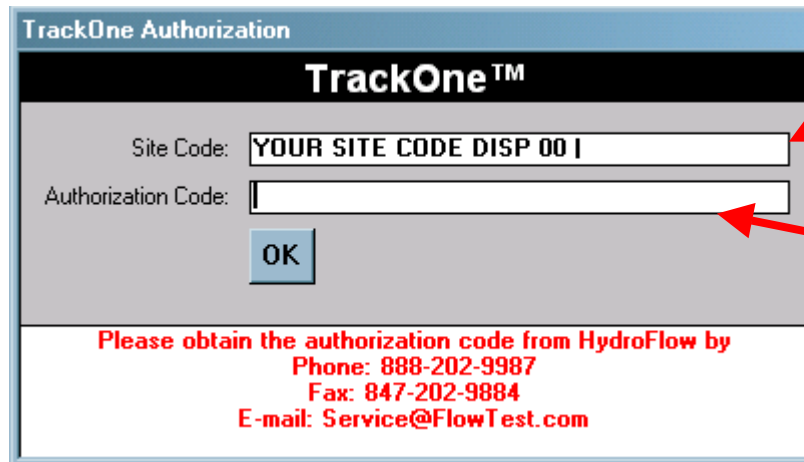 TrackOne Authorization
TrackOne™
Site Code: YOUR SITE CODE DISP 00 |
Authorization Code:
OK
Please obtain the authorization code from HydroFlow by
Phone: 888-202-9987
Fax: 847-202-9884
E-mail: Service@FlowTest.com